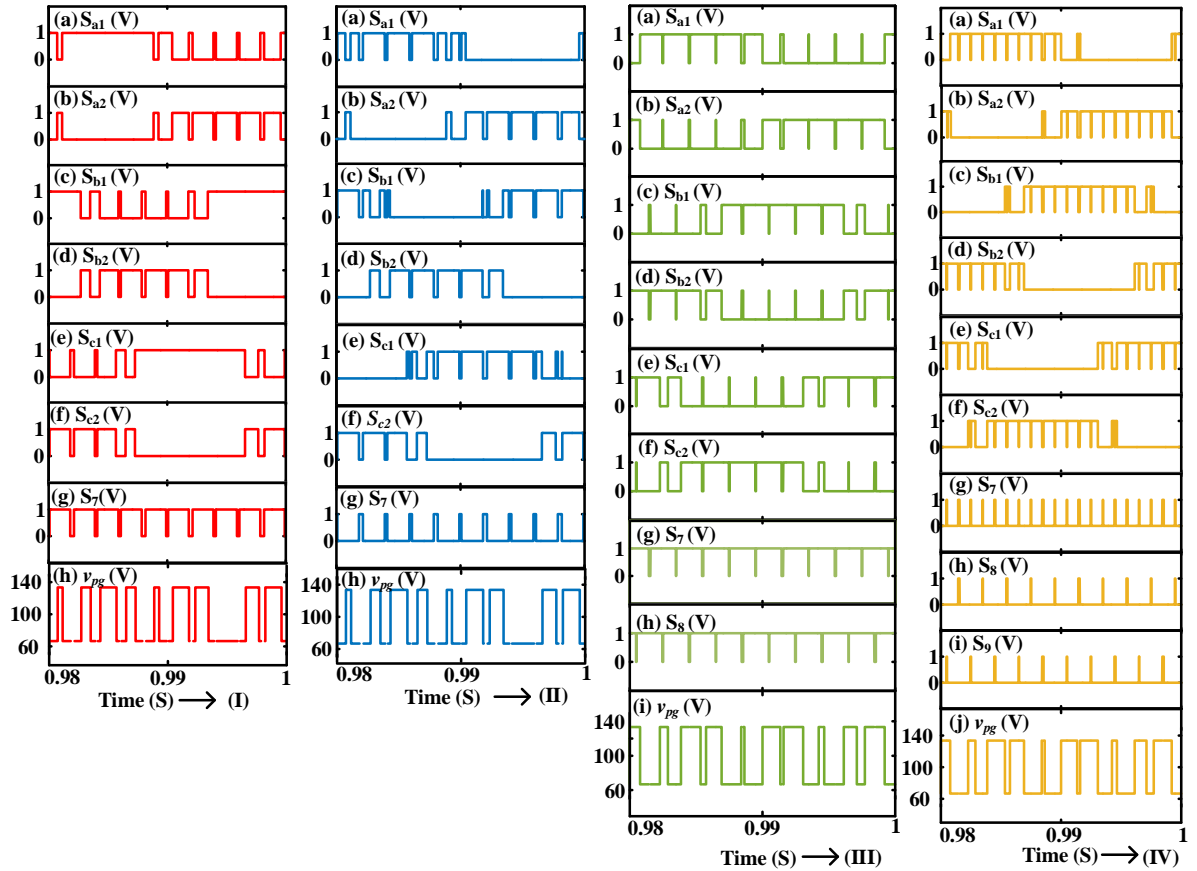 (a) Sa1 (V)
1
0
(b) Sa2 (V)
1
0
(c) Sb1 (V)
1
0
(d) Sb2 (V)
1
0
(e) Sc1 (V)
1
0
(f) Sc2 (V)
1
0
(g) S7(V)
1
0
(h) vpg (V)
140
100
60
0.98
0.99
1
Time (S) → (I)
(a) Sa1 (V)
1
0
(b) Sa2 (V)
1
0
(c) Sb1 (V)
1
0
(d) Sb2 (V)
1
0
(e) Sc1 (V)
1
0
(f) Sc2 (V)
1
0
(g) S7 (V)
1
0
(h) vpg (V)
140
100
60
0.98
0.99
1
Time (S) → (II)
(a) Sa1 (V)
1
0
(b) Sa2 (V)
1
0
(c) Sb1 (V)
1
0
(d) Sb2 (V)
1
0
(e) Sc1 (V)
1
0
(f) Sc2 (V)
1
0
(g) S7 (V)
1
0
(h) S8 (V)
1
0
(i) vpg (V)
140
100
60
0.98
0.99
1
Time (S) → (III)
(a) Sa1 (V)
1
0
(b) Sa2 (V)
1
0
(c) Sb1 (V)
1
0
(d) Sb2 (V)
1
0
(e) Sc1 (V)
1
0
(f) Sc2 (V)
1
0
(g) S7 (V)
1
0
(h) S8 (V)
1
0
(i) S9 (V)
1
0
(j) vpg (V)
140
100
60
0.98
0.99
1
Time (S) → (IV)